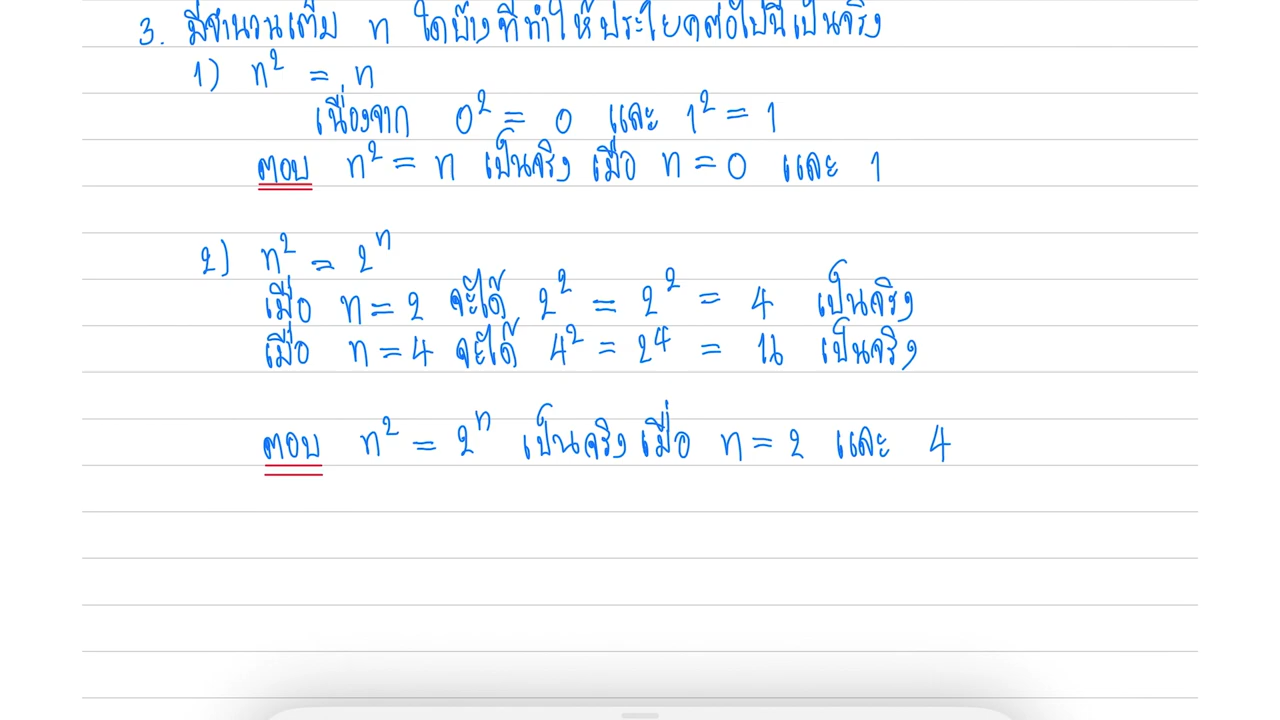 3. มีจำนวนเต็ม n ใดบ้างที่ทำให้ประโยคต่อไปนี้เป็นจริง
1) n² = n
เนื่องจาก 0² = 0 และ 1² = 1
ตอบ n² = n เป็นจริง เมื่อ n = 0 และ 1
2) n² = 2ⁿ
เมื่อ n = 2 จะได้ 2² = 2² = 4 เป็นจริง
เมื่อ n = 4 จะได้ 4² = 2⁴ = 16 เป็นจริง
ตอบ n² = 2ⁿ เป็นจริง เมื่อ n = 2 และ 4